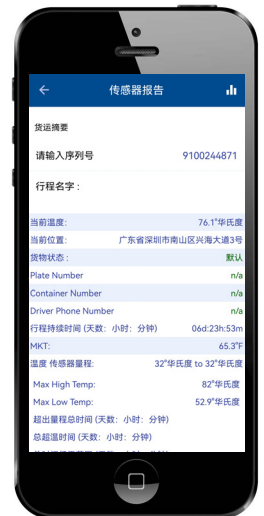 传感器报告
货运摘要
请输入序列号 9100244871
行程名字 :
当前温度: 76.1°华氏度
当前位置: 广东省深圳市南山区兴海大道3号
货物状态 : 默认
Plate Number n/a
Container Number n/a
Driver Phone Number n/a
行程持续时间 (天数: 小时: 分钟) 06d:23h:53m
MKT: 65.3°F
温度 传感器量程: 32°华氏度 to 32°华氏度
Max High Temp: 82°华氏度
Max Low Temp: 52.9°华氏度
超出量程总时间 (天数: 小时: 分钟)
总超温时间 (天数: 小时: 分钟)